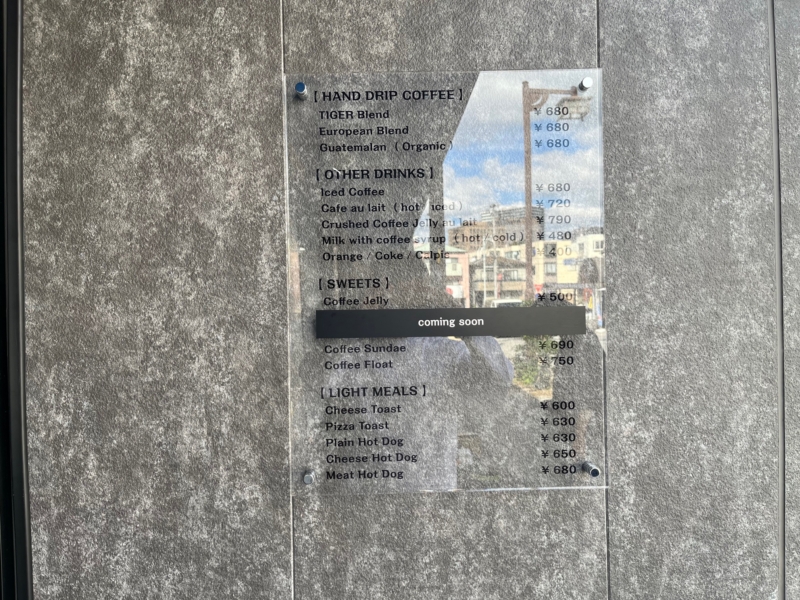 [ HAND DRIP COFFEE ]
TIGER Blend ¥ 680
European Blend ¥ 680
Guatemalan ( Organic ) ¥ 680
[ OTHER DRINKS ]
Iced Coffee ¥ 680
Cafe au lait ( hot / iced ) ¥ 720
Crushed Coffee Jelly au lait ¥ 790
Milk with coffee syrup ( hot / cold ) ¥ 480
Orange / Coke / Calpis ¥ 400
[ SWEETS ]
Coffee Jelly ¥ 500
coming soon
Coffee Sundae ¥ 690
Coffee Float ¥ 750
[ LIGHT MEALS ]
Cheese Toast ¥ 600
Pizza Toast ¥ 630
Plain Hot Dog ¥ 630
Cheese Hot Dog ¥ 650
Meat Hot Dog ¥ 680